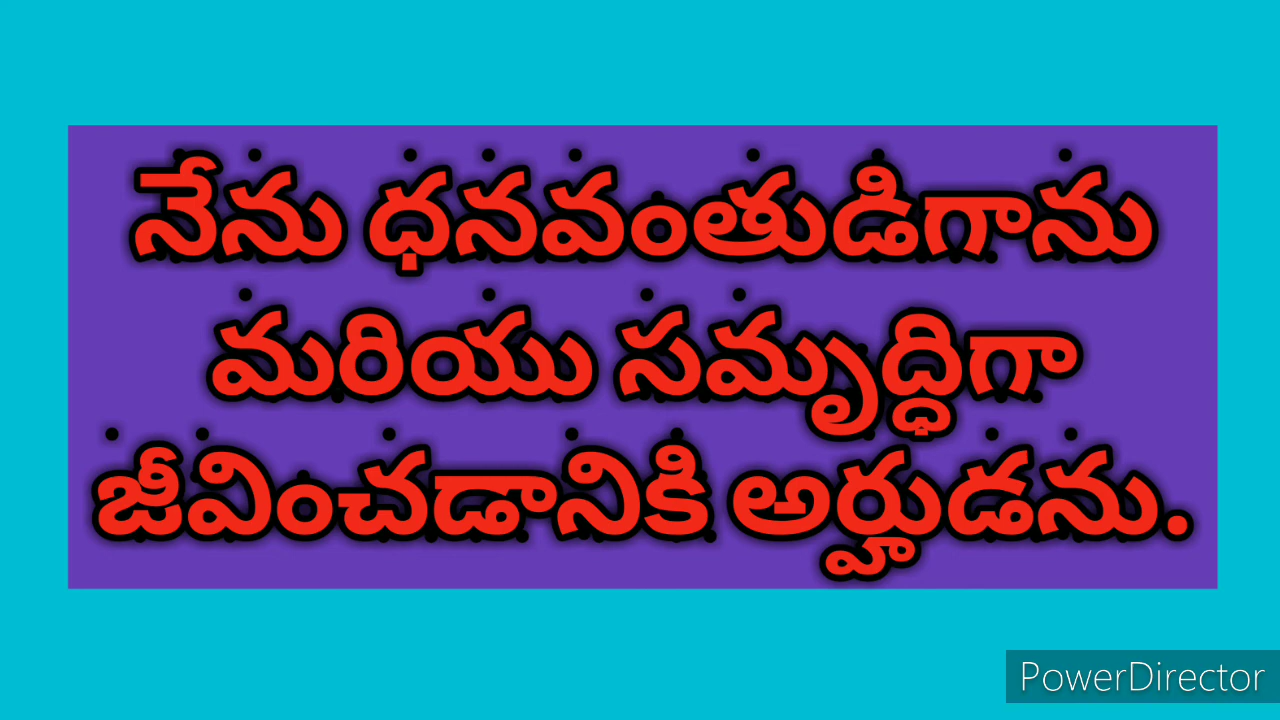 నేను ధనవంతుడిగాను
మరియు సమృద్ధిగా
జీవించడానికి అర్హుడను.
PowerDirector